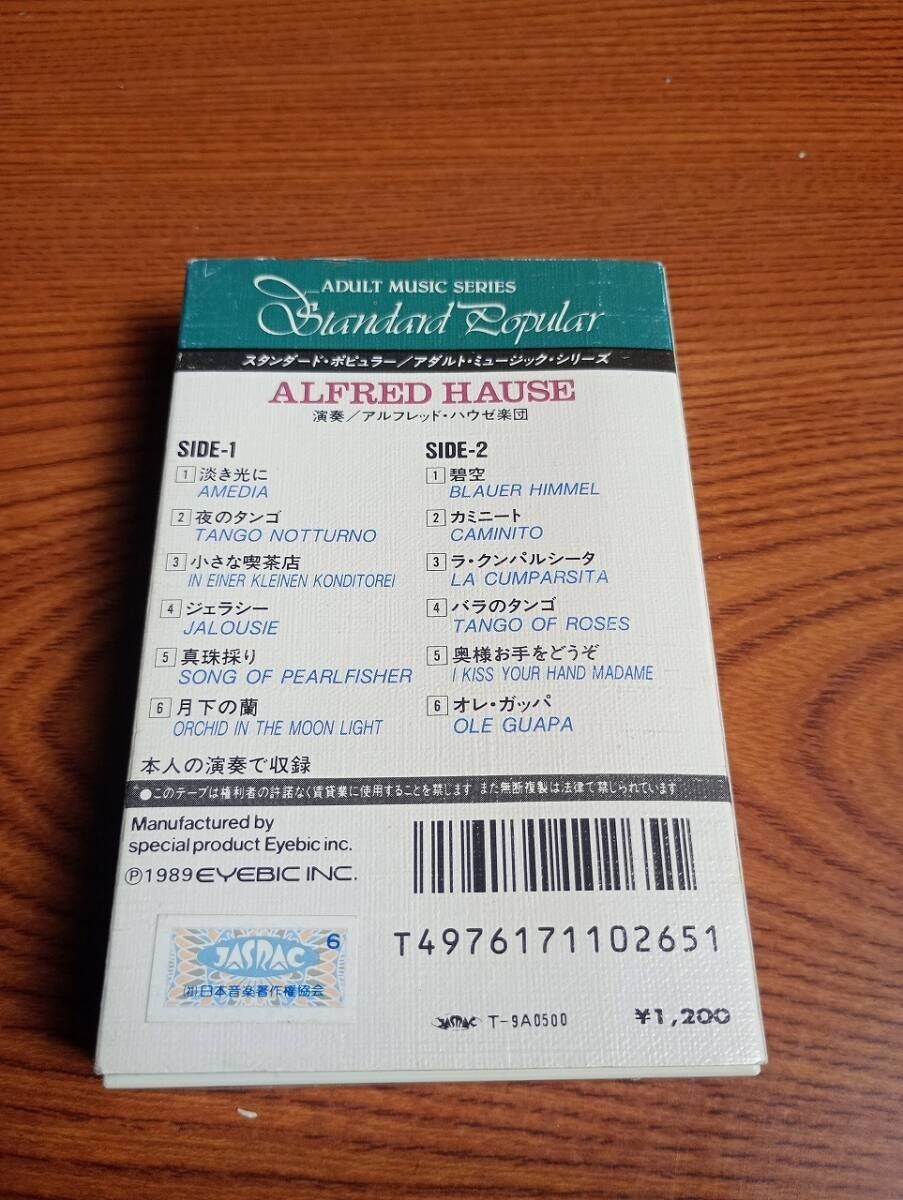 ADULT MUSIC SERIES
Standard Popular
スタンダード・ポピュラー/アダルト・ミュージック・シリーズ
ALFRED HAUSE
演奏/アルフレッド・ハウゼ楽団
SIDE-1
1 淡き光に
AMEDIA
2 夜のタンゴ
TANGO NOTTURNO
3 小さな喫茶店
IN EINER KLEINEN KONDITOREI
4 ジェラシー
JALOUSIE
5 真珠採り
SONG OF PEARLFISHER
6 月下の蘭
ORCHID IN THE MOON LIGHT
SIDE-2
1 碧空
BLAUER HIMMEL
2 カミニート
CAMINITO
3 ラ・クンパルシータ
LA CUMPARSITA
4 バラのタンゴ
TANGO OF ROSES
5 奥様お手をどうぞ
I KISS YOUR HAND MADAME
6 オレ・ガッパ
OLE GUAPA
本人の演奏で収録
●このテープは権利者の許諾なく賃貸業に使用することを禁じます また無断複製は法律で禁じられています
Manufactured by
special product Eyebic inc.
Ⓟ1989 EYEBIC INC.
6
JASRAC
(社)日本音楽著作権協会
T4976171102651
JASRAC T-9A0500
¥1,200